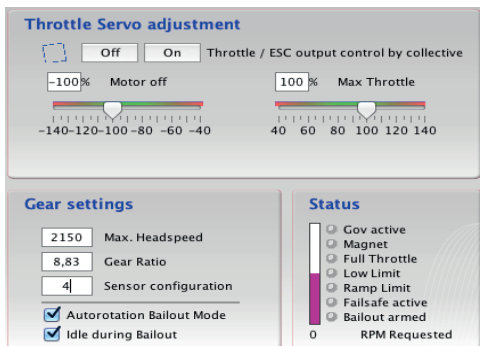 Throttle Servo adjustment
Off On Throttle / ESC output control by collective
-100 % Motor off 100 % Max Throttle
-140-120-100 -80 -60 -40 40 60 80 100 120 140
Gear settings
2150 Max. Headspeed
8,83 Gear Ratio
4 Sensor configuration
Autorotation Bailout Mode
Idle during Bailout
Status
Gov active
Magnet
Full Throttle
Low Limit
Ramp Limit
Failsafe active
Bailout armed
0 RPM Requested